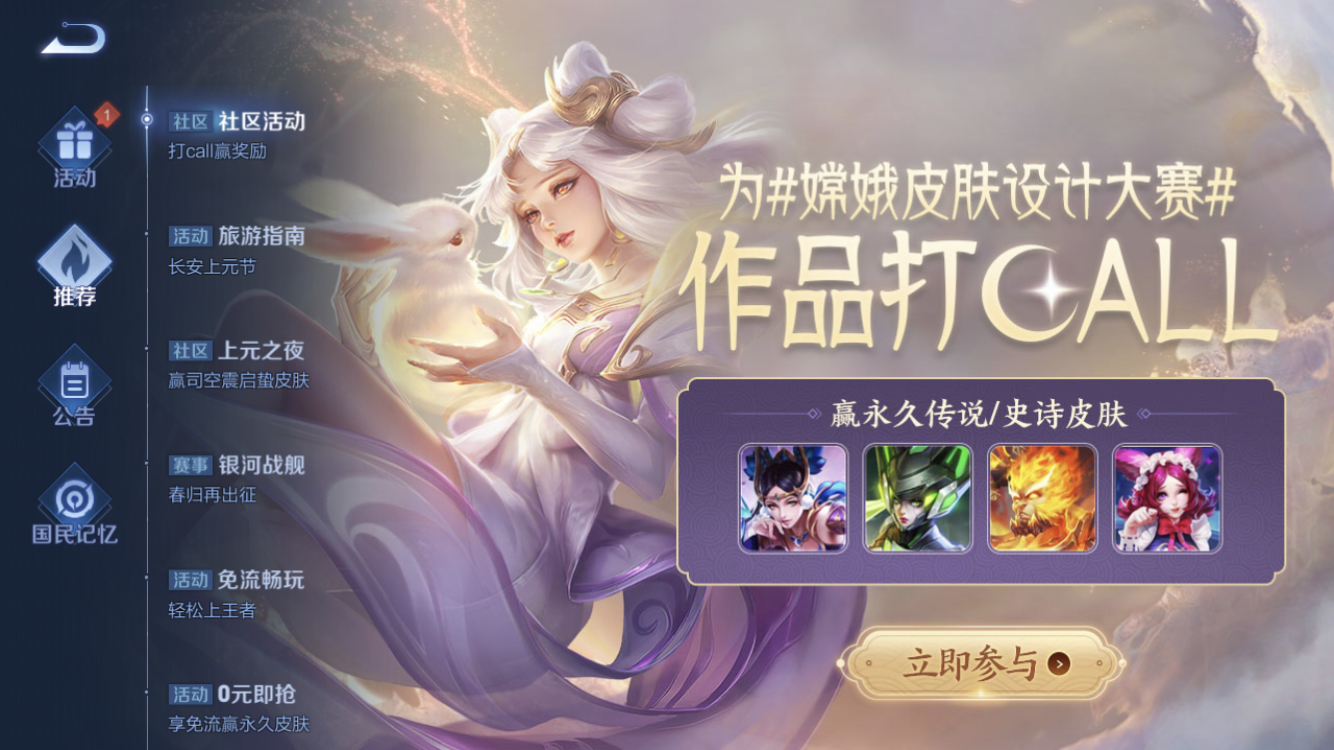 1
活动
推荐
公告
国民记忆
社区 社区活动
打call赢奖励
活动 旅游指南
长安上元节
社区 上元之夜
赢司空震启蛰皮肤
赛事 银河战舰
春归再出征
活动 免流畅玩
轻松上王者
活动 0元即抢
享免流赢永久皮肤
为#嫦娥皮肤设计大赛#
作品打CALL
赢永久传说/史诗皮肤
立即参与